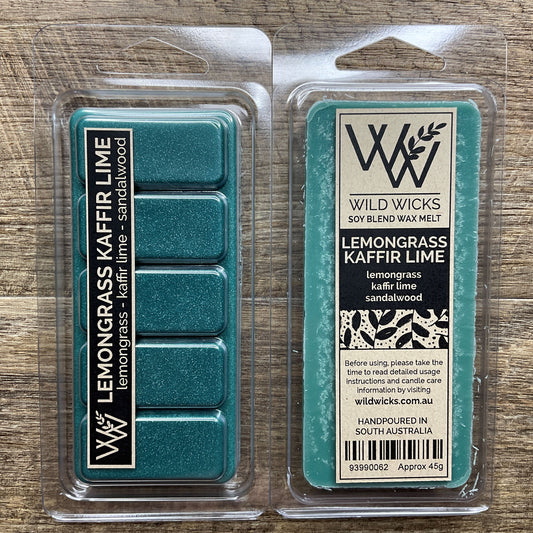 LEMONGRASS KAFFIR LIME
lemongrass - kaffir lime - sandalwood
WW
WILD WICKS
SOY BLEND WAX MELT
LEMONGRASS
KAFFIR LIME
lemongrass
kaffir lime
sandalwood
Before using, please take the
time to read detailed usage
instructions and candle care
information by visiting
wildwicks.com.au
HANDPOURED IN
SOUTH AUSTRALIA
93990062 Approx 45g